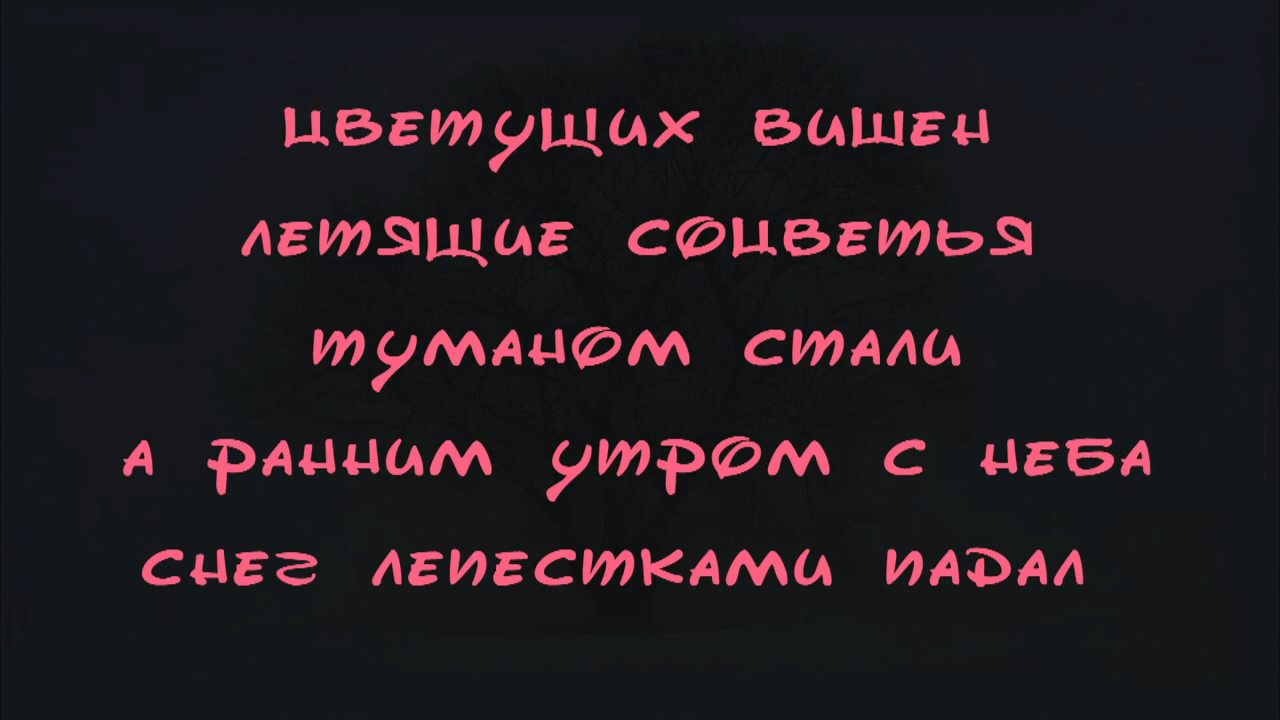 цветущих вишен
летящие соцветья
туманом стали
а ранним утром с неба
снег лепестками падал